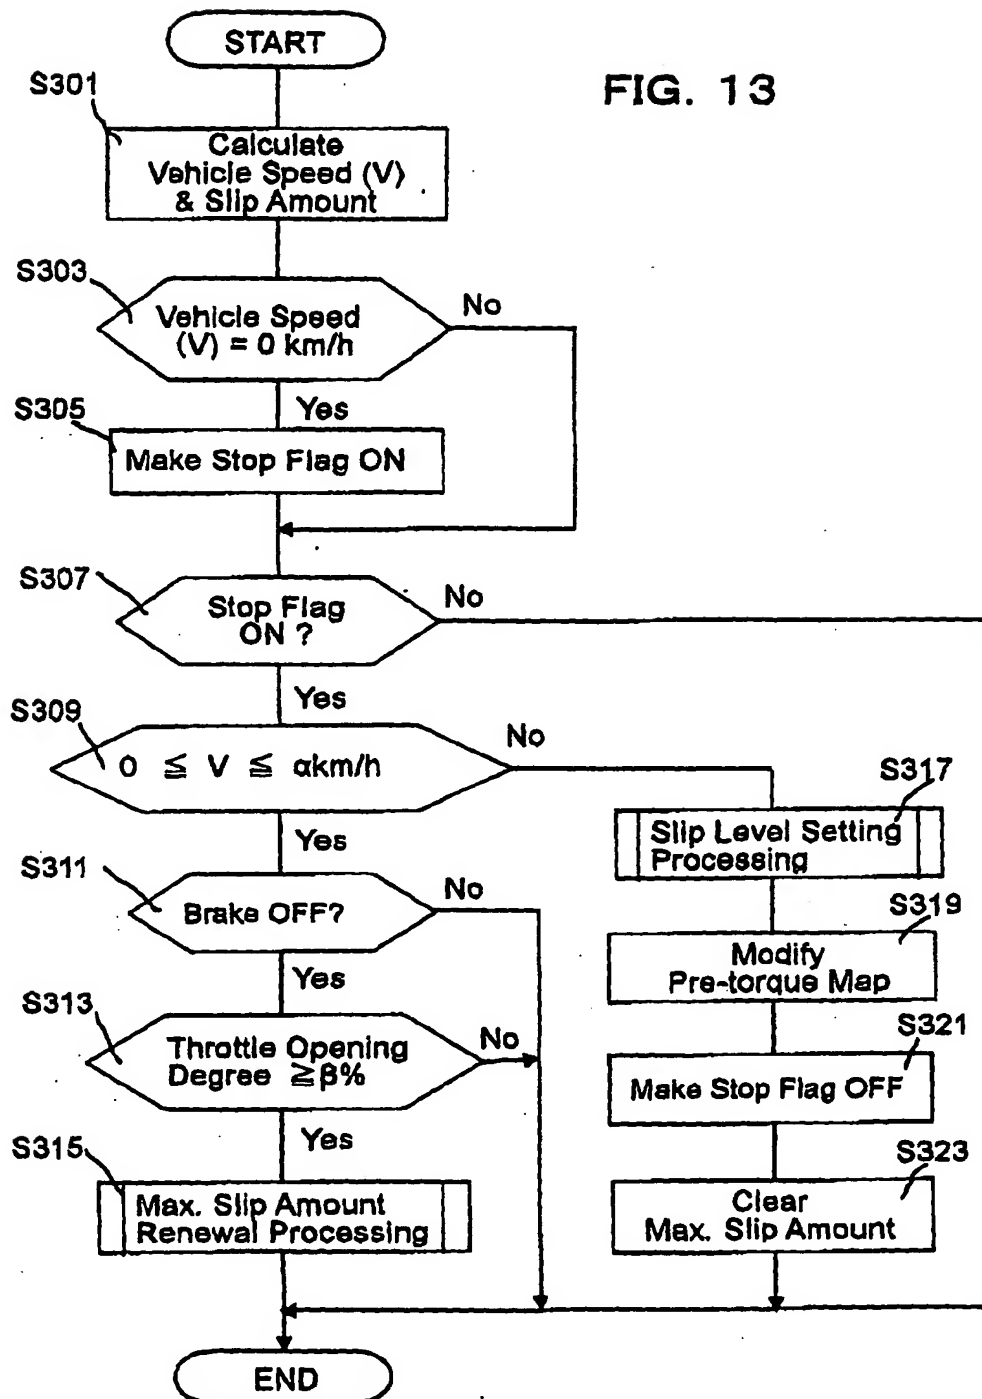 START
FIG. 13
S301
Calculate
Vehicle Speed (V)
& Slip Amount
S303
Vehicle Speed
(V) = 0 km/h
No
Yes
S305
Make Stop Flag ON
S307
Stop Flag
ON ?
No
Yes
S309
0 ≦ V ≦ αkm/h
No
Yes
S317
Slip Level Setting
Processing
S311
Brake OFF?
No
Yes
S319
Modify
Pre-torque Map
S313
Throttle Opening
Degree ≧β%
No
Yes
S321
Make Stop Flag OFF
S315
Max. Slip Amount
Renewal Processing
S323
Clear
Max. Slip Amount
END